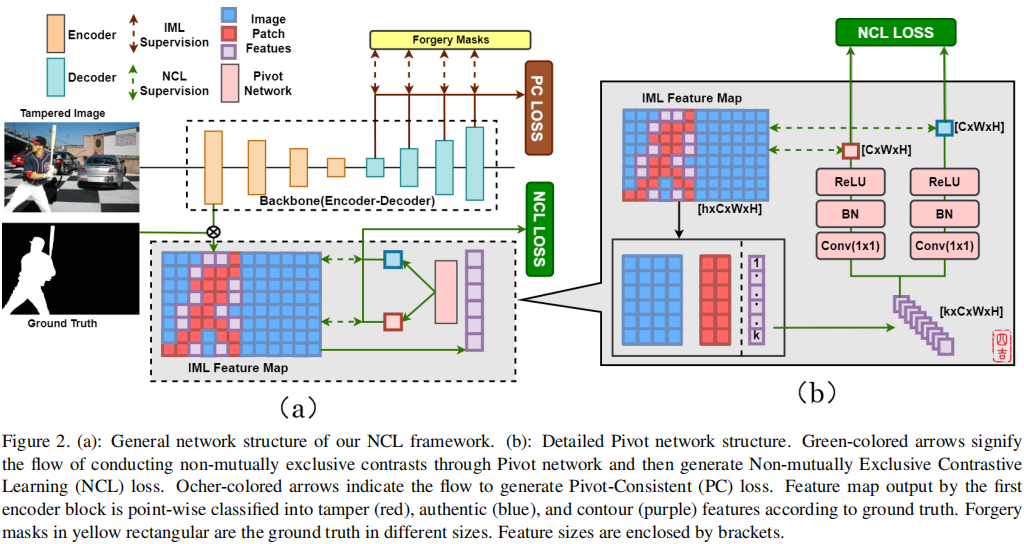 Encoder
IML
Supervision
Image
Patch
Featues
Decoder
NCL
Supervision
Pivot
Network
Tampered Image
Ground Truth
Forgery Masks
PC LOSS
Backbone(Encoder-Decoder)
NCL LOSS
IML Feature Map
(a)
NCL LOSS
IML Feature Map
[hxCxWxH]
[CxWxH]
[CxWxH]
ReLU
ReLU
BN
BN
Conv(1x1)
Conv(1x1)
1
.
.
.
.
k
[kxCxWxH]
四吉
(b)
Figure 2. (a): General network structure of our NCL framework. (b): Detailed Pivot network structure. Green-colored arrows signify
the flow of conducting non-mutually exclusive contrasts through Pivot network and then generate Non-mutually Exclusive Contrastive
Learning (NCL) loss. Ocher-colored arrows indicate the flow to generate Pivot-Consistent (PC) loss. Feature map output by the first
encoder block is point-wise classified into tamper (red), authentic (blue), and contour (purple) features according to ground truth. Forgery
masks in yellow rectangular are the ground truth in different sizes. Feature sizes are enclosed by brackets.